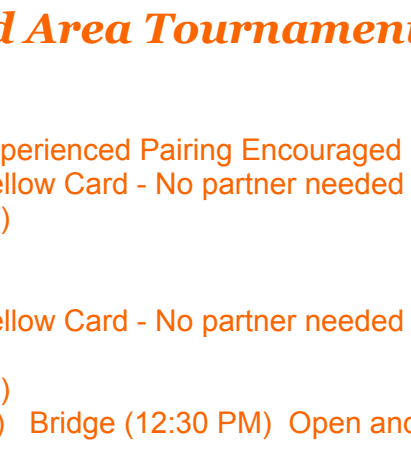 d Area Tournament
perienced Pairing Encouraged
ellow Card - No partner needed
)
ellow Card - No partner needed
)
) Bridge (12:30 PM) Open and